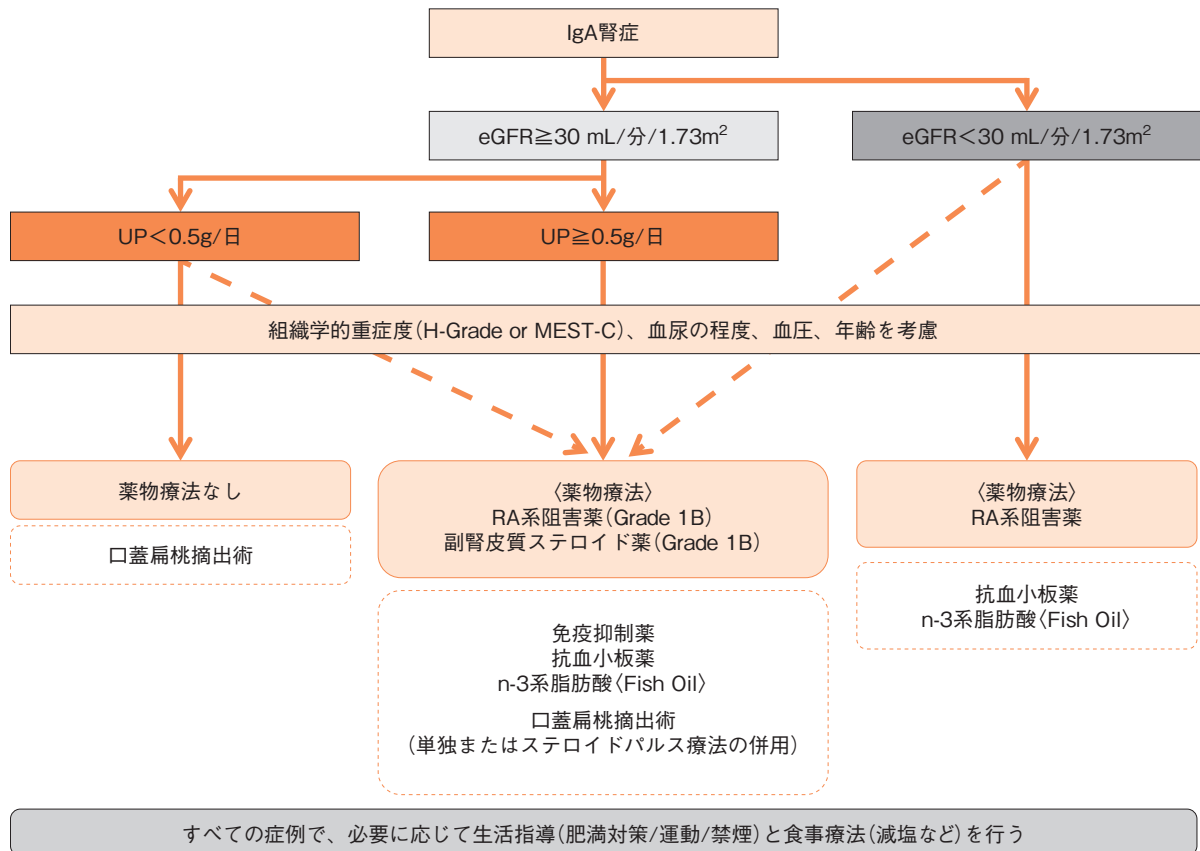 IgA腎症
eGFR≧30 mL/分/1.73m²
eGFR＜30 mL/分/1.73m²
UP＜0.5g/日
UP≧0.5g/日
組織学的重症度（H-Grade or MEST-C）、血尿の程度、血圧、年齢を考慮
薬物療法なし
口蓋扁桃摘出術
〈薬物療法〉
RA系阻害薬（Grade 1B）
副腎皮質ステロイド薬（Grade 1B）
免疫抑制薬
抗血小板薬
n-3系脂肪酸〈Fish Oil〉
口蓋扁桃摘出術
（単独またはステロイドパルス療法の併用）
〈薬物療法〉
RA系阻害薬
抗血小板薬
n-3系脂肪酸〈Fish Oil〉
すべての症例で、必要に応じて生活指導（肥満対策/運動/禁煙）と食事療法（減塩など）を行う